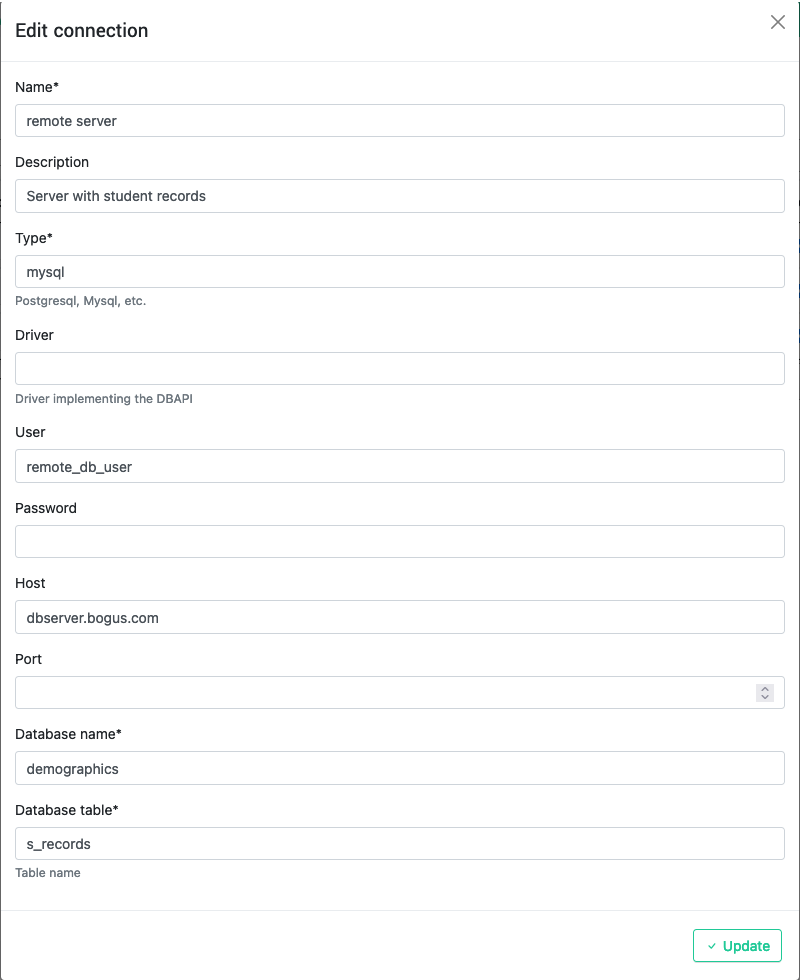 Edit connection
Name*
remote server
Description
Server with student records
Type*
mysql
Postgresql, Mysql, etc.
Driver
Driver implementing the DBAPI
User
remote_db_user
Password
Host
dbserver.bogus.com
Port
Database name*
demographics
Database table*
s_records
Table name
Update